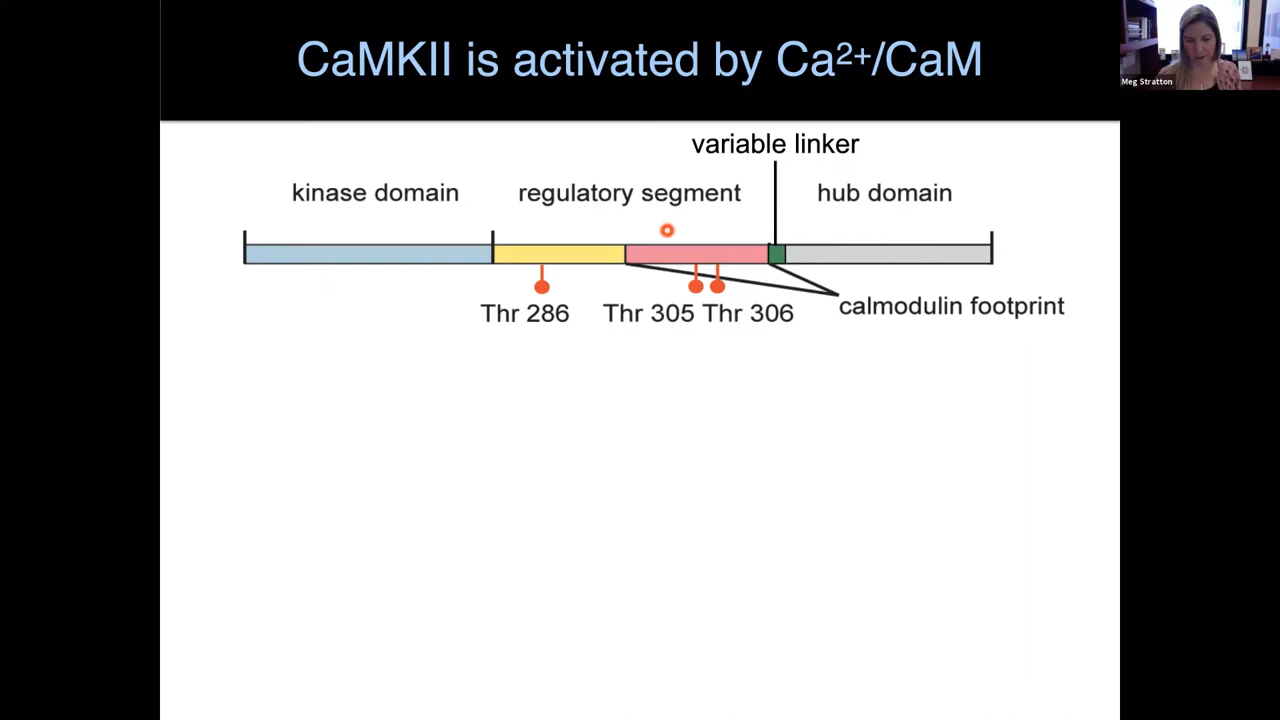 CaMKII is activated by Ca²⁺/CaM
Meg Stratton
variable linker
kinase domain regulatory segment hub domain
Thr 286 Thr 305 Thr 306 calmodulin footprint